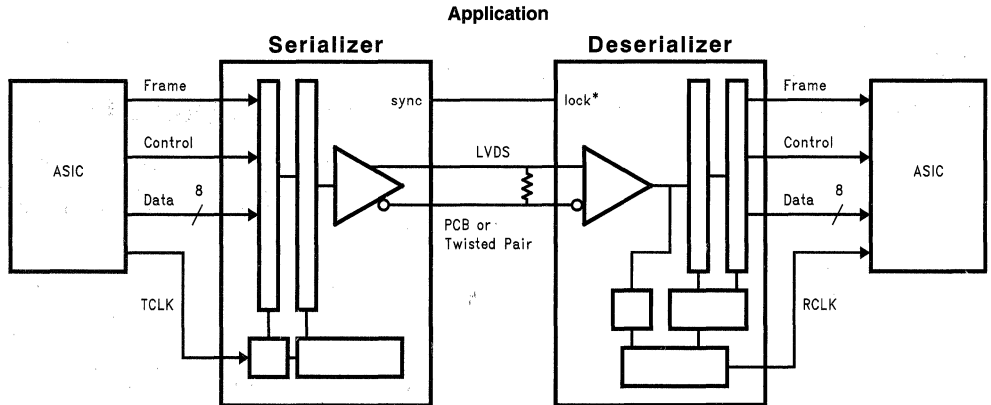 Application
Serializer
Deserializer
Frame
Control
Data
8
TCLK
ASIC
sync
lock*
LVDS
PCB or
Twisted Pair
Frame
Control
Data
8
RCLK
ASIC